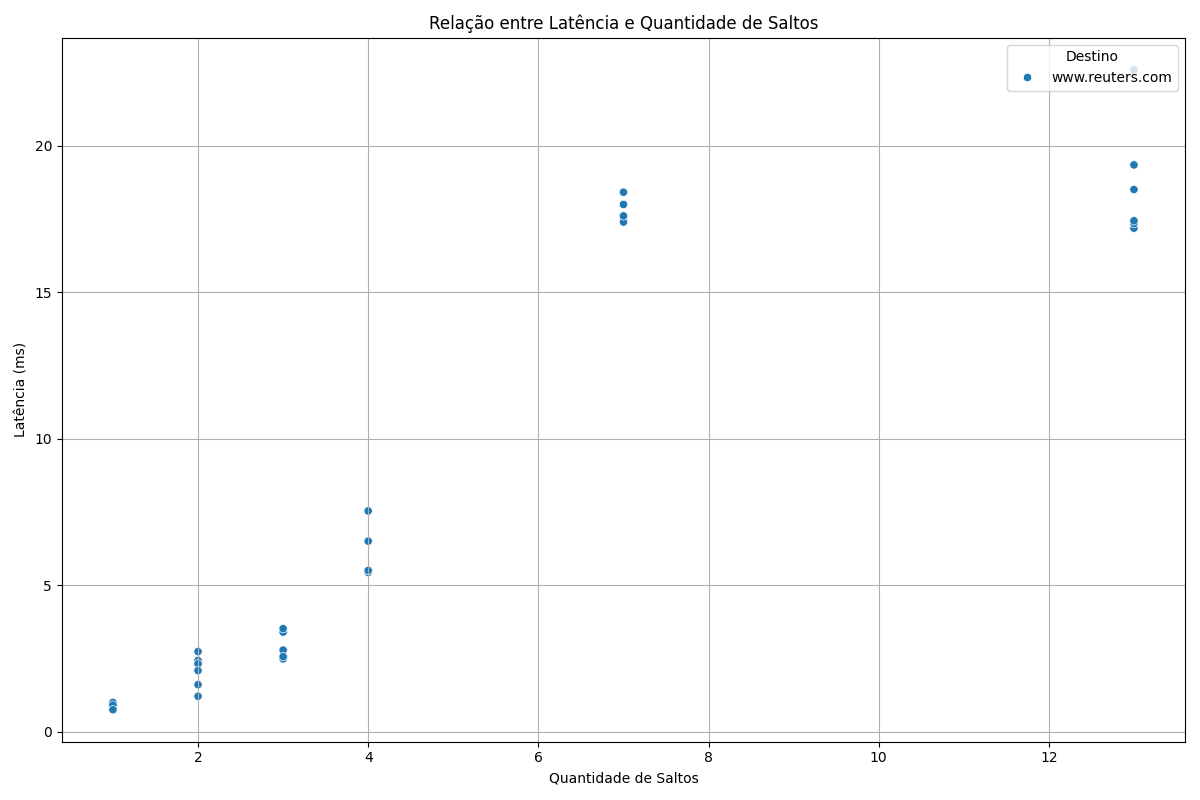 Relação entre Latência e Quantidade de Saltos
Destino
www.reuters.com
20
15
10
5
0
Latência (ms)
2 4 6 8 10 12
Quantidade de Saltos